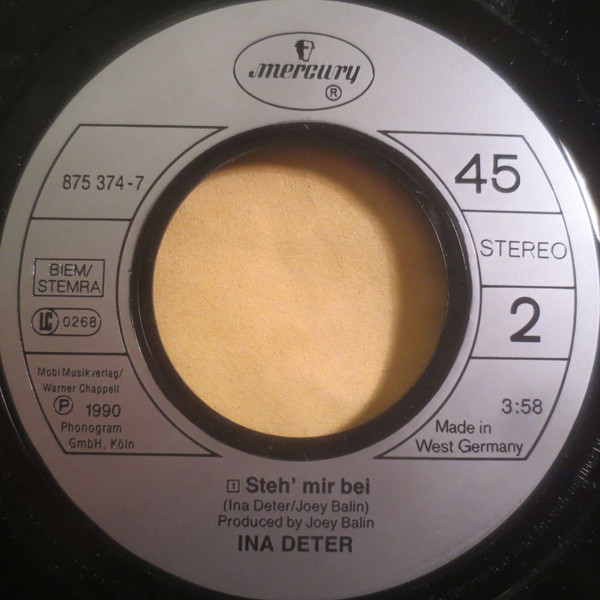 mercury
®
875 374-7
BIEM/
STEMRA
LC 0268
Mobi Musikverlag/
Warner Chappell
℗ 1990
Phonogram
GmbH, Köln
45
STEREO
2
3:58
Made in
West Germany
1 Steh' mir bei
(Ina Deter/Joey Balin)
Produced by Joey Balin
INA DETER